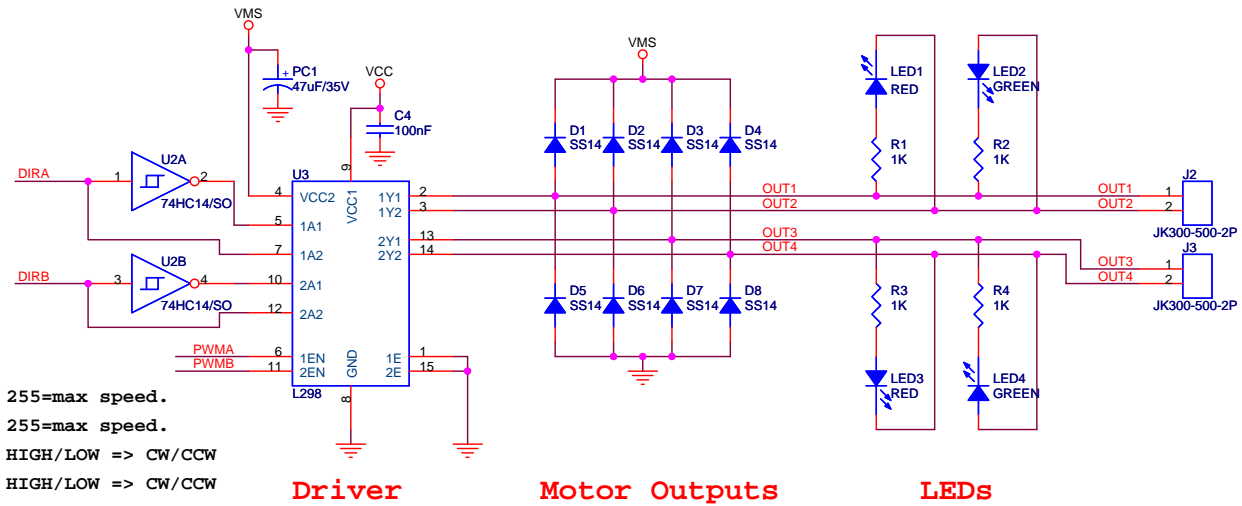 VMS
PC1
47uF/35V
VCC
C4
100nF
U2A
DIRA
1
2
74HC14/SO
U2B
DIRB
3
4
74HC14/SO
U3
9
VCC1
4
VCC2
5
1A1
7
1A2
10
2A1
12
2A2
6
1EN
11
2EN
PWMA
PWMB
1Y1
2
1Y2
3
2Y1
13
2Y2
14
1E
1
2E
15
GND
8
L298
VMS
D1
SS14
D2
SS14
D3
SS14
D4
SS14
OUT1
OUT2
OUT3
OUT4
D5
SS14
D6
SS14
D7
SS14
D8
SS14
LED1
RED
LED2
GREEN
R1
1K
R2
1K
R3
1K
R4
1K
LED3
RED
LED4
GREEN
OUT1
OUT2
J2
1
2
JK300-500-2P
OUT3
OUT4
J3
1
2
JK300-500-2P
255=max speed.
255=max speed.
HIGH/LOW => CW/CCW
HIGH/LOW => CW/CCW
Driver
Motor Outputs
LEDs